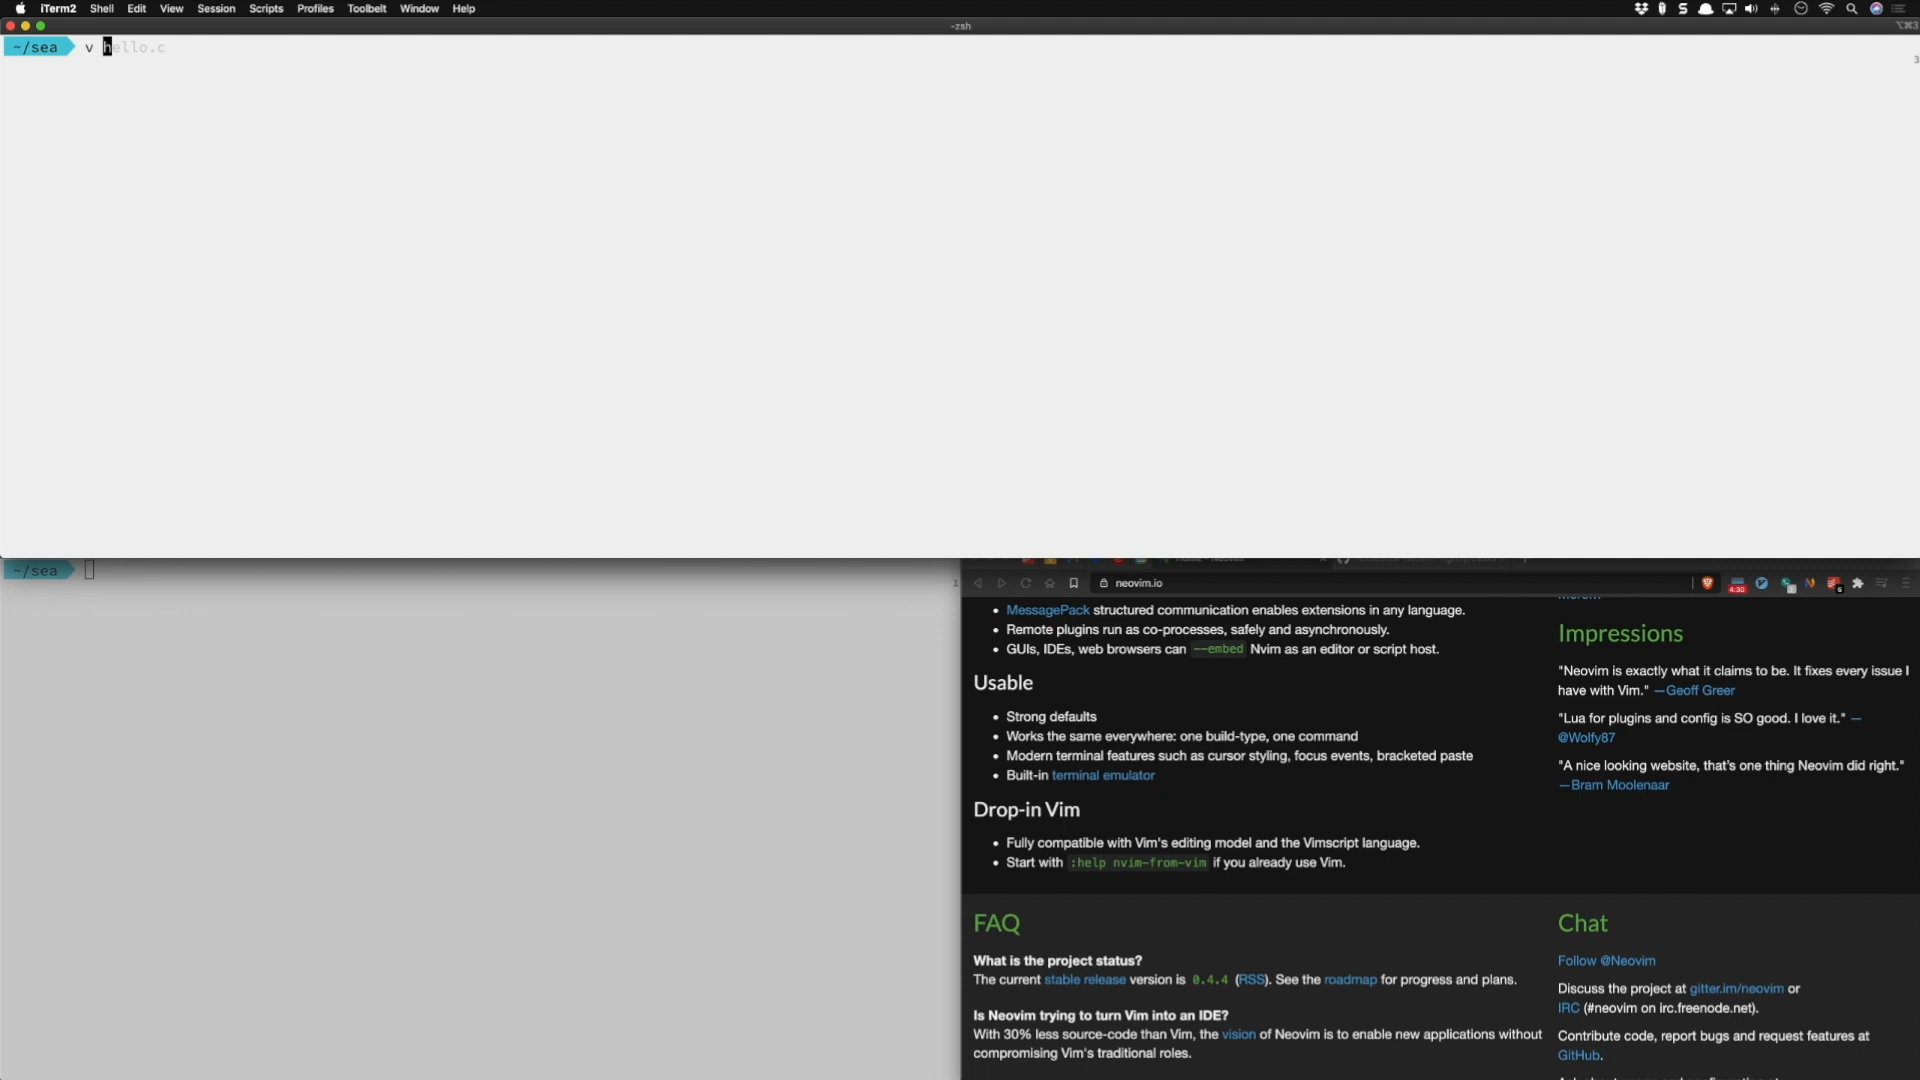 iTerm2 Shell Edit View Session Scripts Profiles Toolbelt Window Help
-zsh
⌥⌘3
~/sea v hello.c
3
~/sea
1
neovim.io
4:30
MessagePack structured communication enables extensions in any language.
Remote plugins run as co-processes, safely and asynchronously.
GUIs, IDEs, web browsers can --embed Nvim as an editor or script host.
Usable
Strong defaults
Works the same everywhere: one build-type, one command
Modern terminal features such as cursor styling, focus events, bracketed paste
Built-in terminal emulator
Drop-in Vim
Fully compatible with Vim's editing model and the Vimscript language.
Start with :help nvim-from-vim if you already use Vim.
FAQ
What is the project status?
The current stable release version is 0.4.4 (RSS). See the roadmap for progress and plans.
Is Neovim trying to turn Vim into an IDE?
With 30% less source-code than Vim, the vision of Neovim is to enable new applications without
compromising Vim's traditional roles.
Impressions
"Neovim is exactly what it claims to be. It fixes every issue I
have with Vim." —Geoff Greer
"Lua for plugins and config is SO good. I love it." —
@Wolfy87
"A nice looking website, that's one thing Neovim did right."
—Bram Moolenaar
Chat
Follow @Neovim
Discuss the project at gitter.im/neovim or
IRC (#neovim on irc.freenode.net).
Contribute code, report bugs and request features at
GitHub.